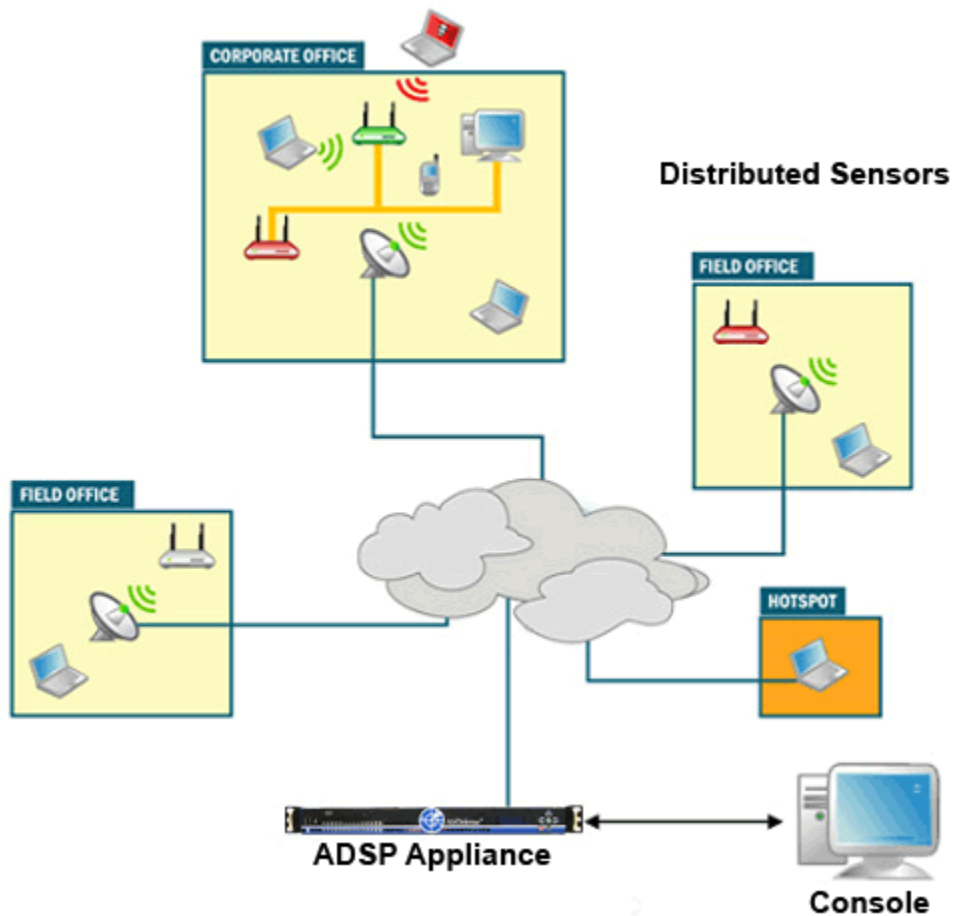 CORPORATE OFFICE
Distributed Sensors
FIELD OFFICE
FIELD OFFICE
HOTSPOT
ADSP Appliance
Console